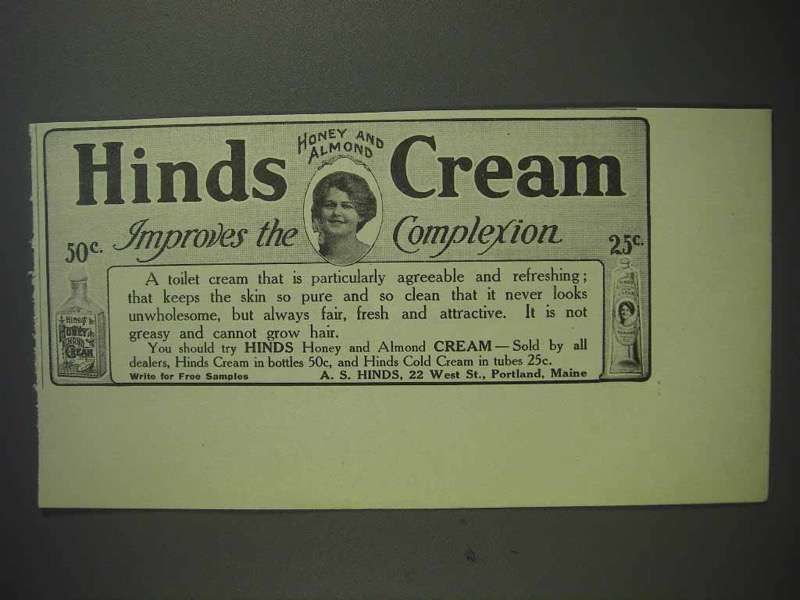 HONEY AND
ALMOND
Hinds Cream
Improves the Complexion
50c.
25c.
A toilet cream that is particularly agreeable and refreshing;
that keeps the skin so pure and so clean that it never looks
unwholesome, but always fair, fresh and attractive. It is not
greasy and cannot grow hair.
You should try HINDS Honey and Almond CREAM—Sold by all
dealers, Hinds Cream in bottles 50c, and Hinds Cold Cream in tubes 25c.
Write for Free Samples A. S. HINDS, 22 West St., Portland, Maine
HINDS
HONEY
CREAM